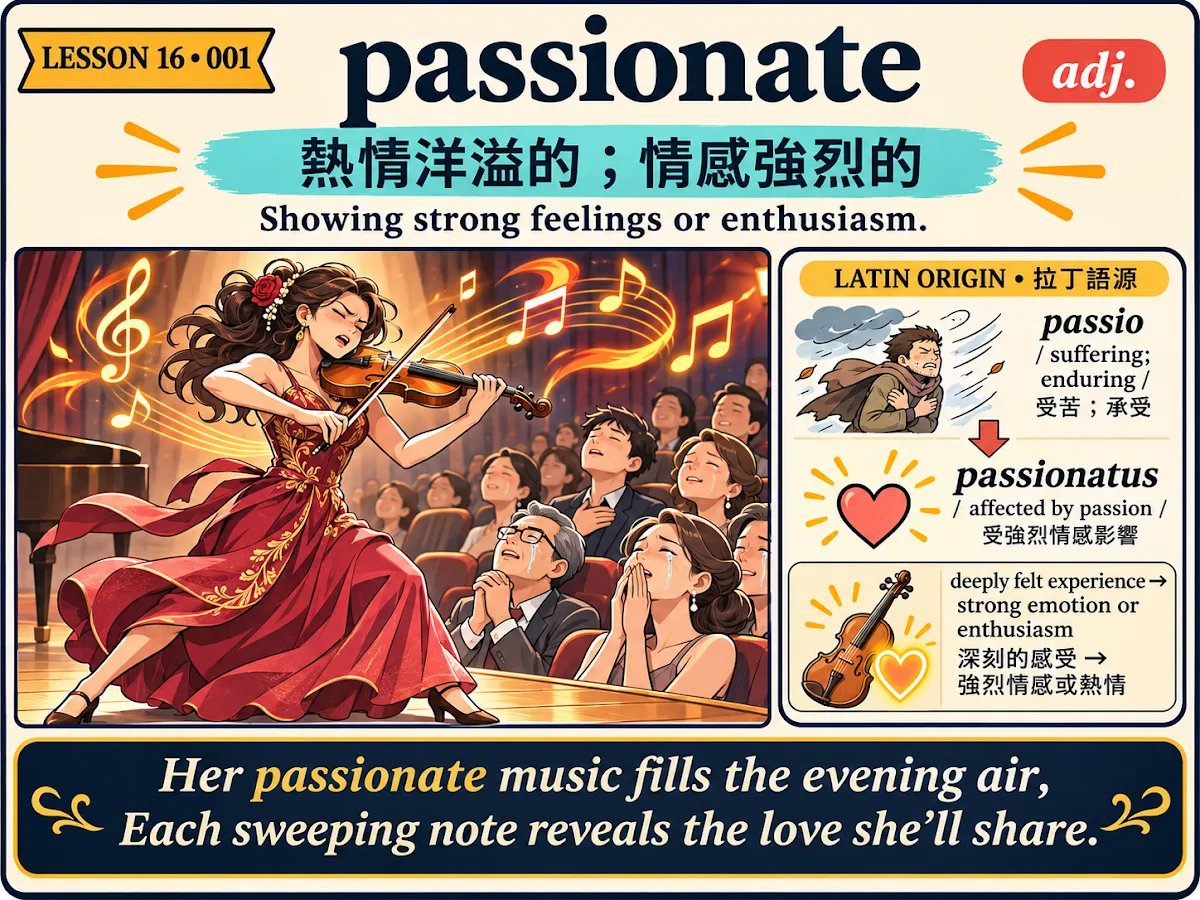 LESSON 16 • 001
passionate
adj.
熱情洋溢的；情感強烈的
Showing strong feelings or enthusiasm.
LATIN ORIGIN • 拉丁語源
passio
/ suffering;
enduring /
受苦；承受
passionatus
/ affected by passion /
受強烈情感影響
deeply felt experience →
strong emotion or
enthusiasm
深刻的感受 →
強烈情感或熱情
Her passionate music fills the evening air,
Each sweeping note reveals the love she’ll share.